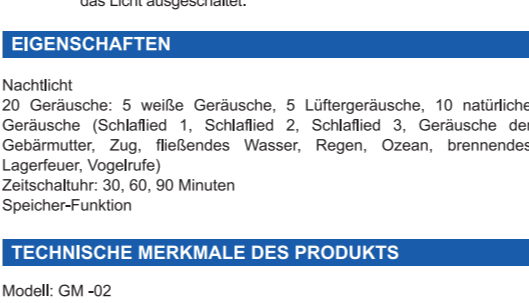 das Licht ausgeschaltet.
EIGENSCHAFTEN
Nachtlicht
20 Geräusche: 5 weiße Geräusche, 5 Lüftergeräusche, 10 natürliche
Geräusche (Schlaflied 1, Schlaflied 2, Schlaflied 3, Geräusche der
Gebärmutter, Zug, fließendes Wasser, Regen, Ozean, brennendes
Lagerfeuer, Vogelrufe)
Zeitschaltuhr: 30, 60, 90 Minuten
Speicher-Funktion
TECHNISCHE MERKMALE DES PRODUKTS
Modell: GM -02